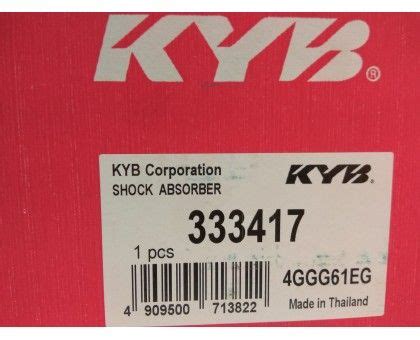 KYB®
KYB Corporation
KYB®
SHOCK ABSORBER
333417
1 pcs
4GGG61EG
4 909500 713822
Made in Thailand